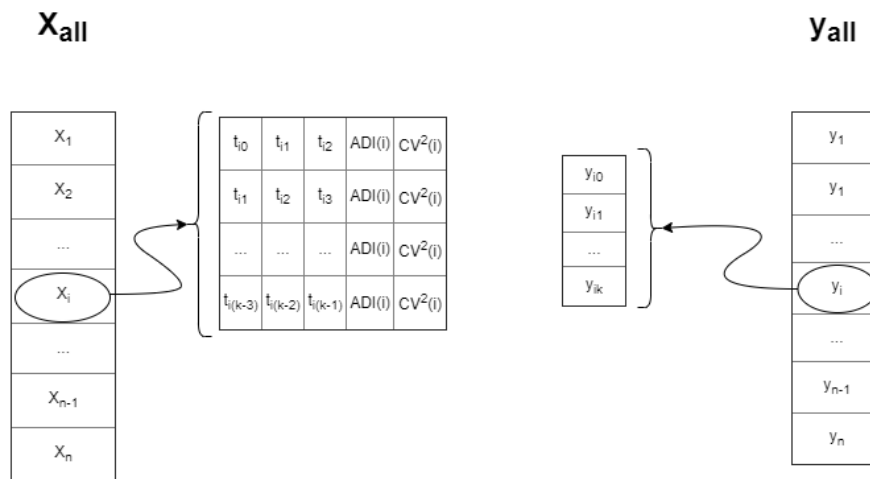 X_all y_all
X_1
X_2
...
X_i
...
X_n-1
X_n
t_i0 t_i1 t_i2 ADI(i) CV²(i)
t_i1 t_i2 t_i3 ADI(i) CV²(i)
... ... ... ADI(i) CV²(i)
t_i(k-3) t_i(k-2) t_i(k-1) ADI(i) CV²(i)
y_i0
y_i1
...
y_ik
y_1
y_1
...
y_i
...
y_n-1
y_n